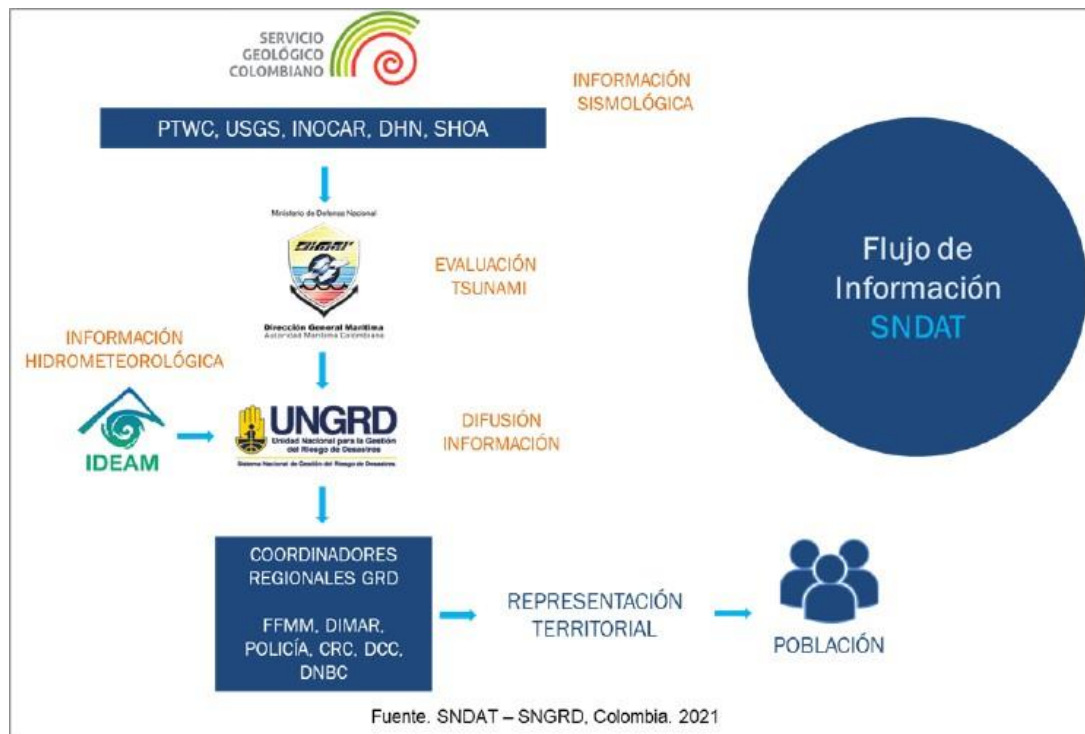 SERVICIO
GEOLÓGICO
COLOMBIANO
INFORMACIÓN
SISMOLÓGICA
PTWC, USGS, INOCAR, DHN, SHOA
Ministerio de Defensa Nacional
Dirección General Marítima
Autoridad Marítima Colombiana
EVALUACIÓN
TSUNAMI
Flujo de
Información
SNDAT
INFORMACIÓN
HIDROMETEOROLÓGICA
IDEAM
UNGRD
Unidad Nacional para la Gestión
del Riesgo de Desastres
Sistema Nacional de Gestión del Riesgo de Desastres
DIFUSIÓN
INFORMACIÓN
COORDINADORES
REGIONALES GRD
FFMM, DIMAR,
POLICÍA, CRC, DCC,
DNBC
REPRESENTACIÓN
TERRITORIAL
POBLACIÓN
Fuente. SNDAT – SNGRD, Colombia. 2021